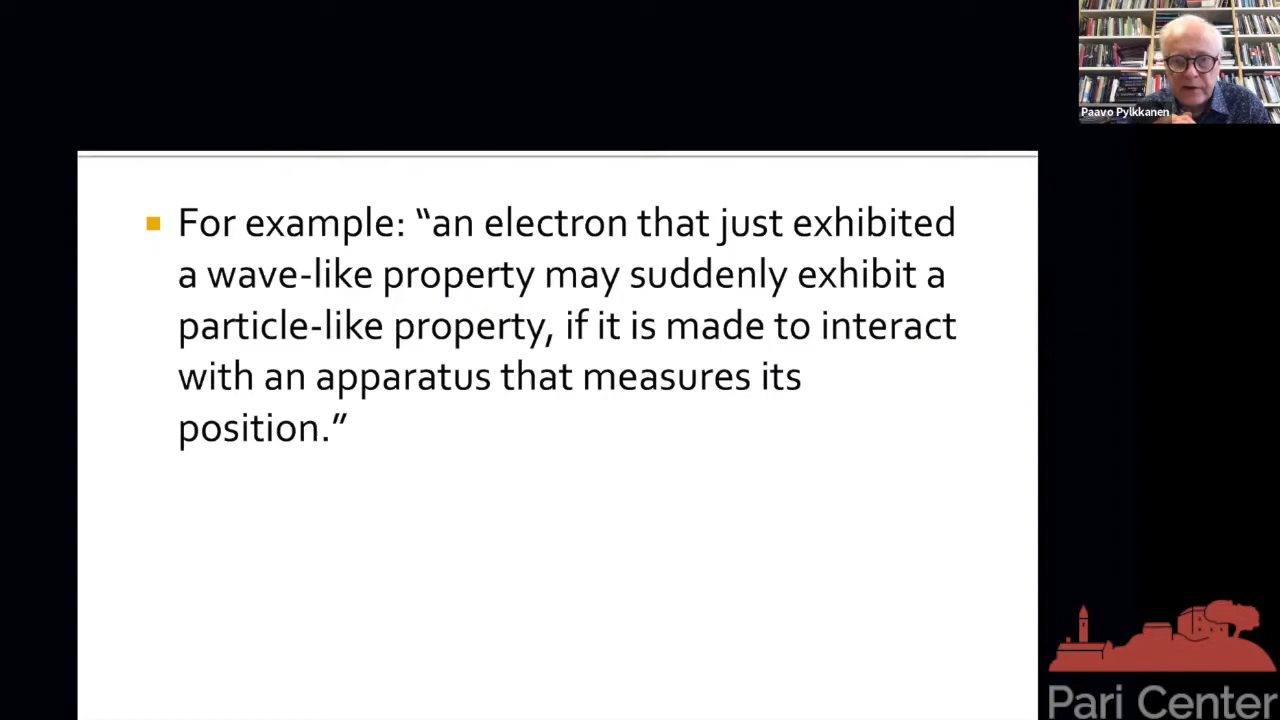 Paavo Pylkkanen
For example: “an electron that just exhibited
a wave-like property may suddenly exhibit a
particle-like property, if it is made to interact
with an apparatus that measures its
position.”
Pari Center